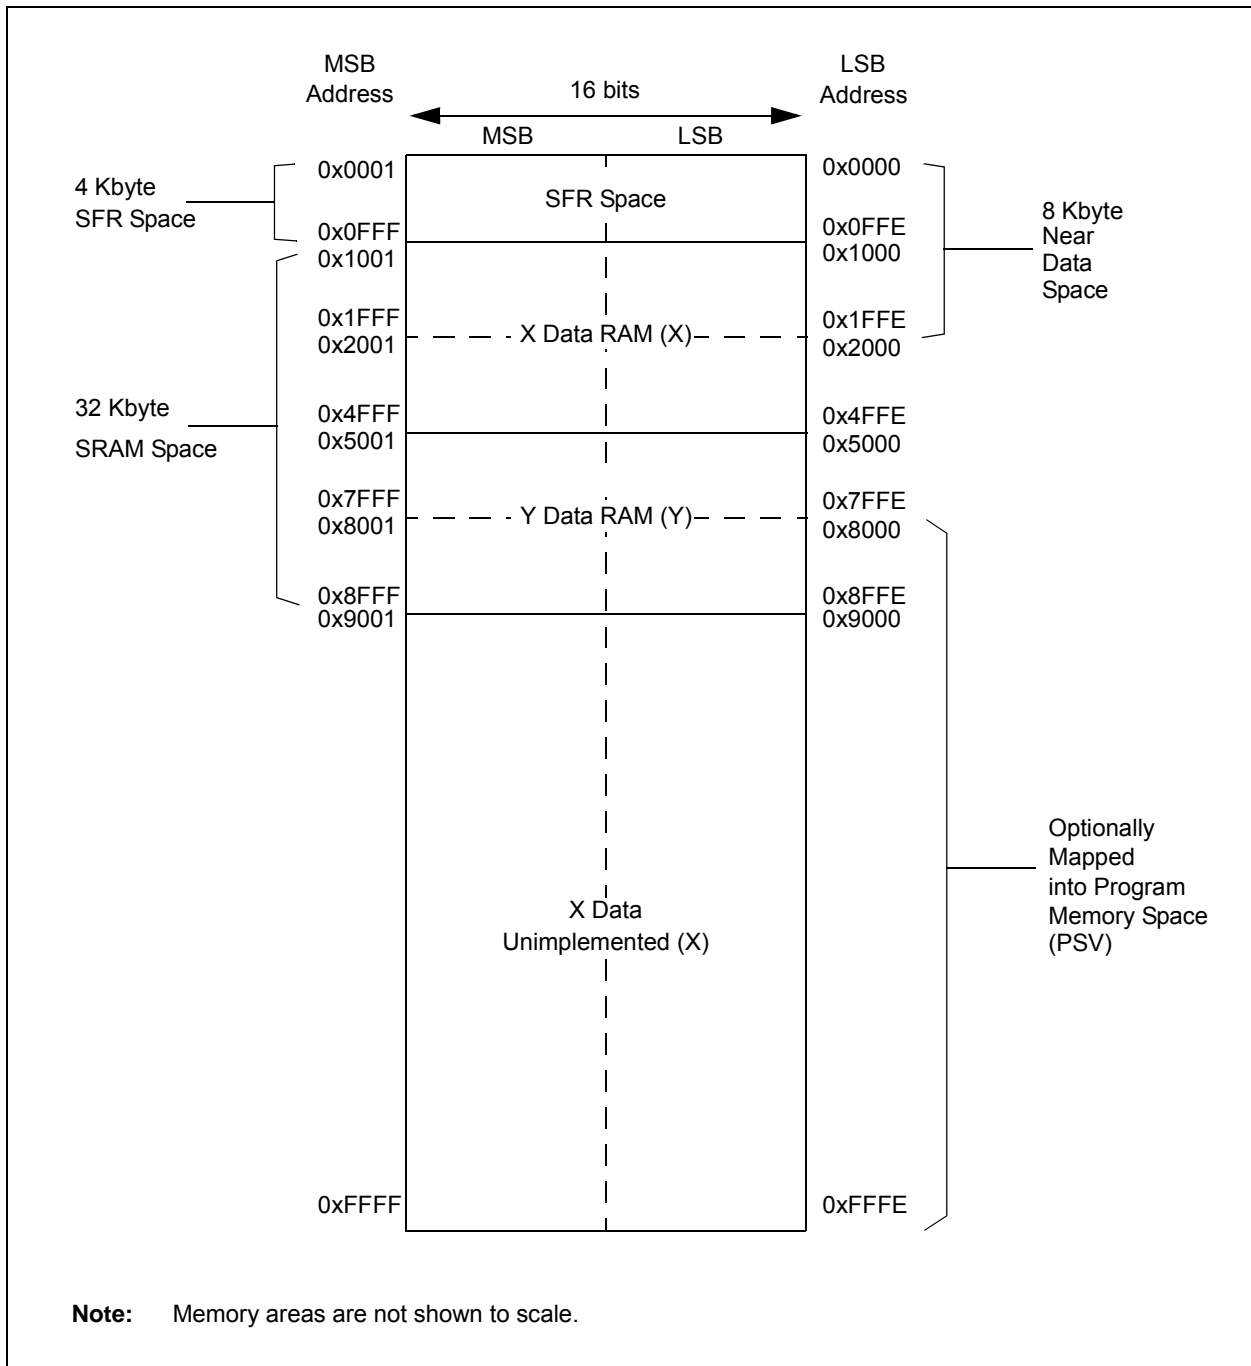 MSB
Address
LSB
Address
16 bits
MSB LSB
0x0001
0x0000
4 Kbyte
SFR Space
SFR Space
8 Kbyte
Near
Data
Space
0x0FFF
0x0FFE
0x1001
0x1000
0x1FFF
0x1FFE
X Data RAM (X)
0x2001
0x2000
32 Kbyte
SRAM Space
0x4FFF
0x4FFE
0x5001
0x5000
0x7FFF
0x7FFE
Y Data RAM (Y)
0x8001
0x8000
0x8FFF
0x8FFE
0x9001
0x9000
Optionally
Mapped
into Program
Memory Space
(PSV)
X Data
Unimplemented (X)
0xFFFF
0xFFFE
Note: Memory areas are not shown to scale.